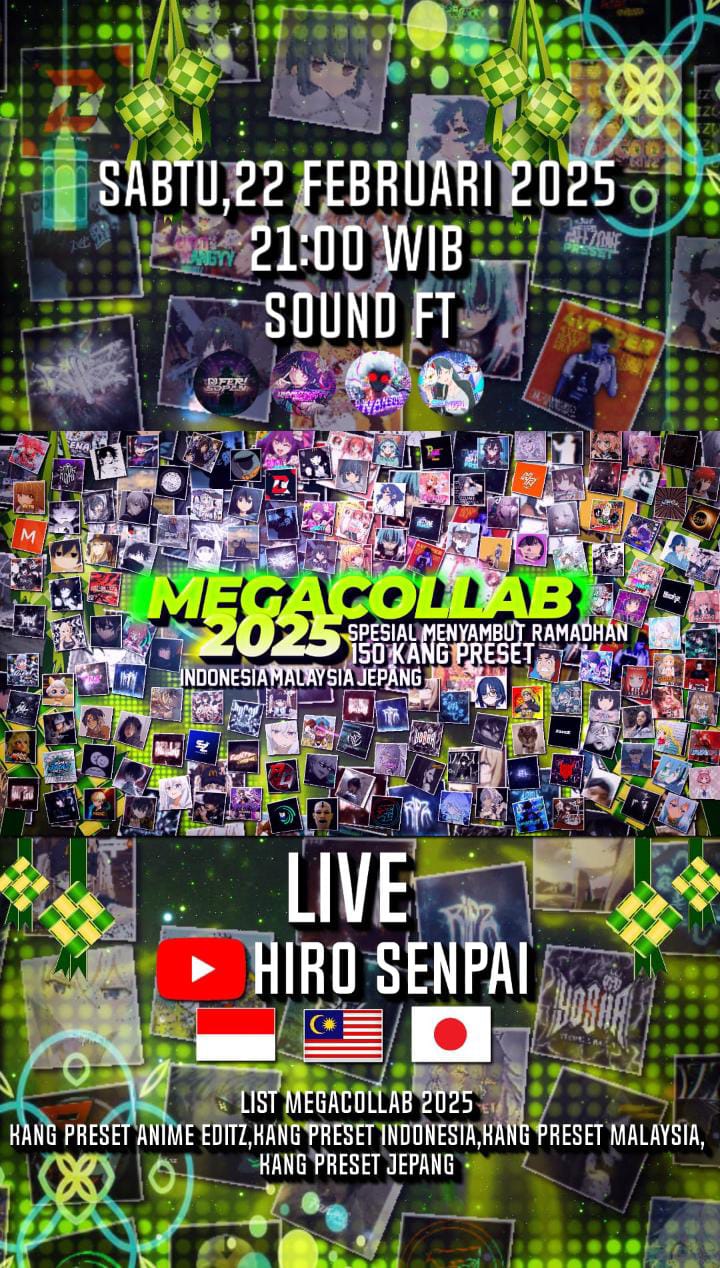 SABTU,22 FEBRUARI 2025
21:00 WIB
SOUND FT
MEGACOLLAB
2025 SPESIAL MENYAMBUT RAMADHAN
150 KANG PRESET
INDONESIA MALAYSIA JEPANG
LIVE
HIRO SENPAI
LIST MEGACOLLAB 2025
KANG PRESET ANIME EDITZ,KANG PRESET INDONESIA,KANG PRESET MALAYSIA,
KANG PRESET JEPANG